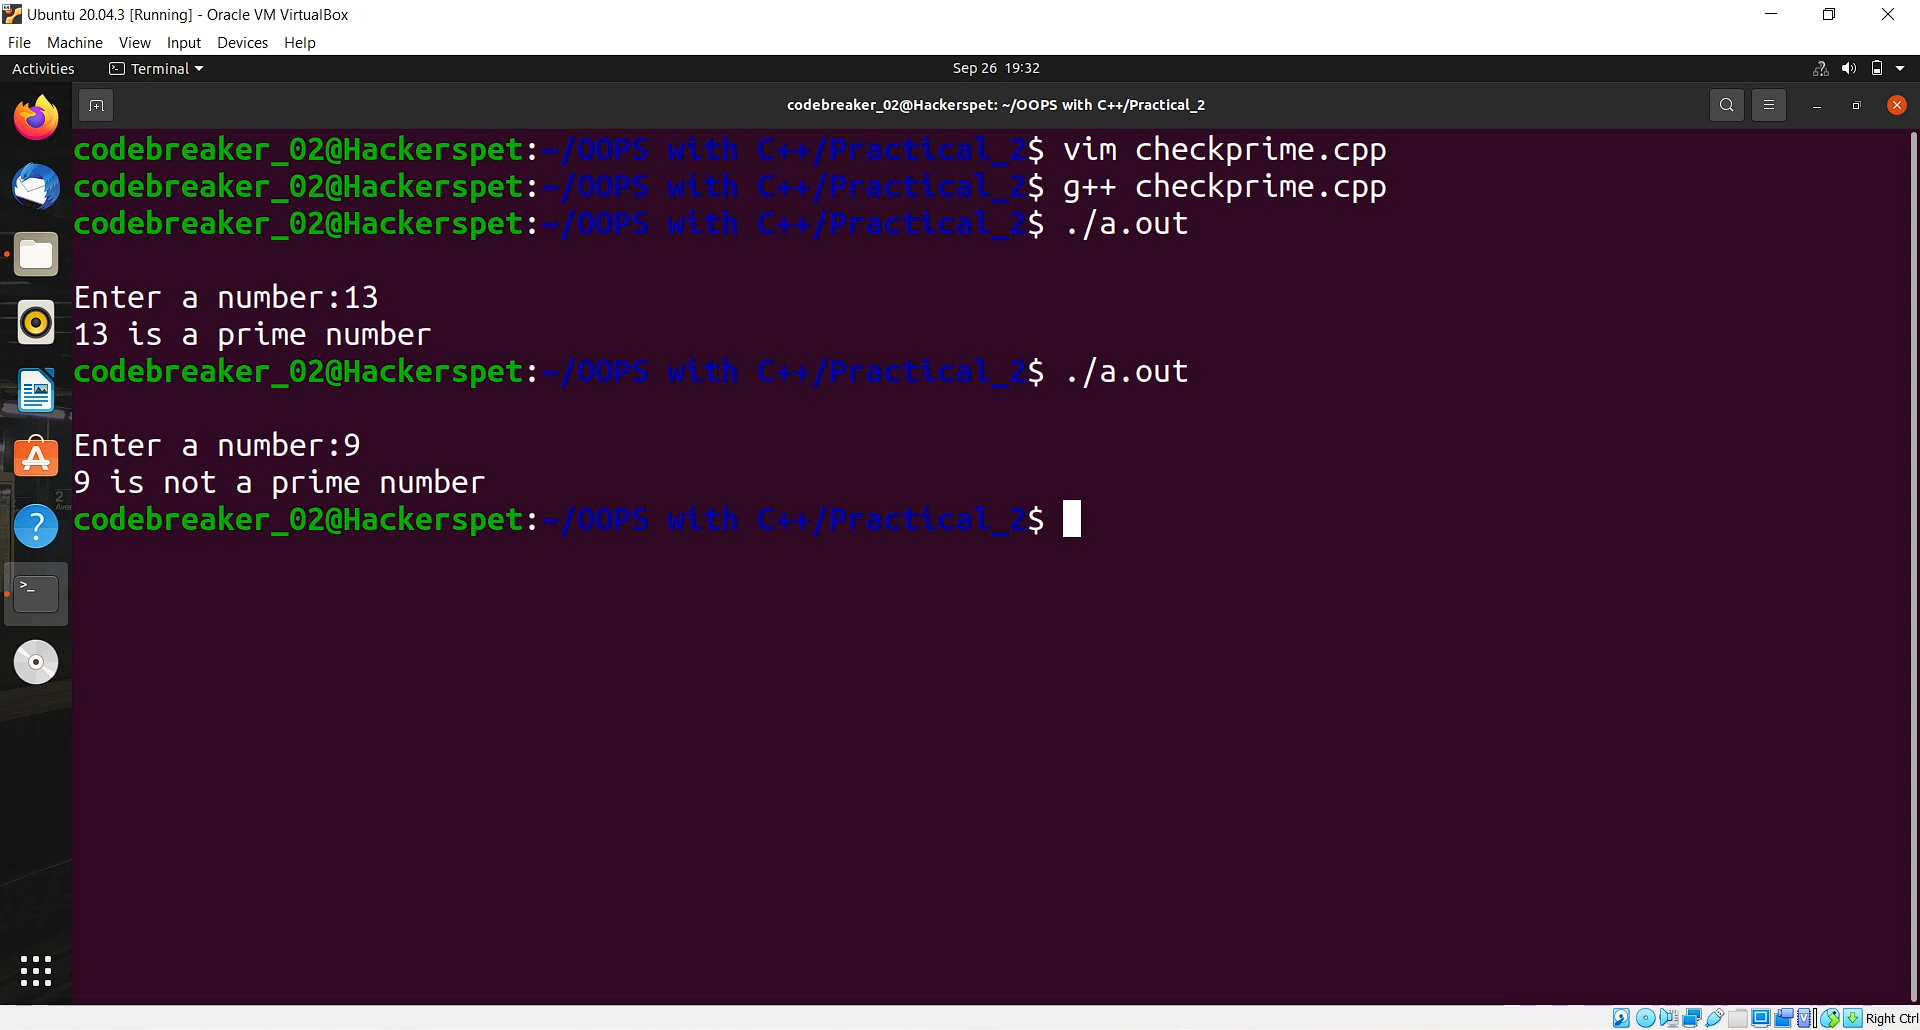 Ubuntu 20.04.3 [Running] - Oracle VM VirtualBox
File Machine View Input Devices Help
Activities Terminal Sep 26 19:32
codebreaker_02@Hackerspet: ~/OOPS with C++/Practical_2
codebreaker_02@Hackerspet:~/OOPS with C++/Practical_2$ vim checkprime.cpp
codebreaker_02@Hackerspet:~/OOPS with C++/Practical_2$ g++ checkprime.cpp
codebreaker_02@Hackerspet:~/OOPS with C++/Practical_2$ ./a.out
Enter a number:13
13 is a prime number
codebreaker_02@Hackerspet:~/OOPS with C++/Practical_2$ ./a.out
Enter a number:9
9 is not a prime number
codebreaker_02@Hackerspet:~/OOPS with C++/Practical_2$
Right Ctrl